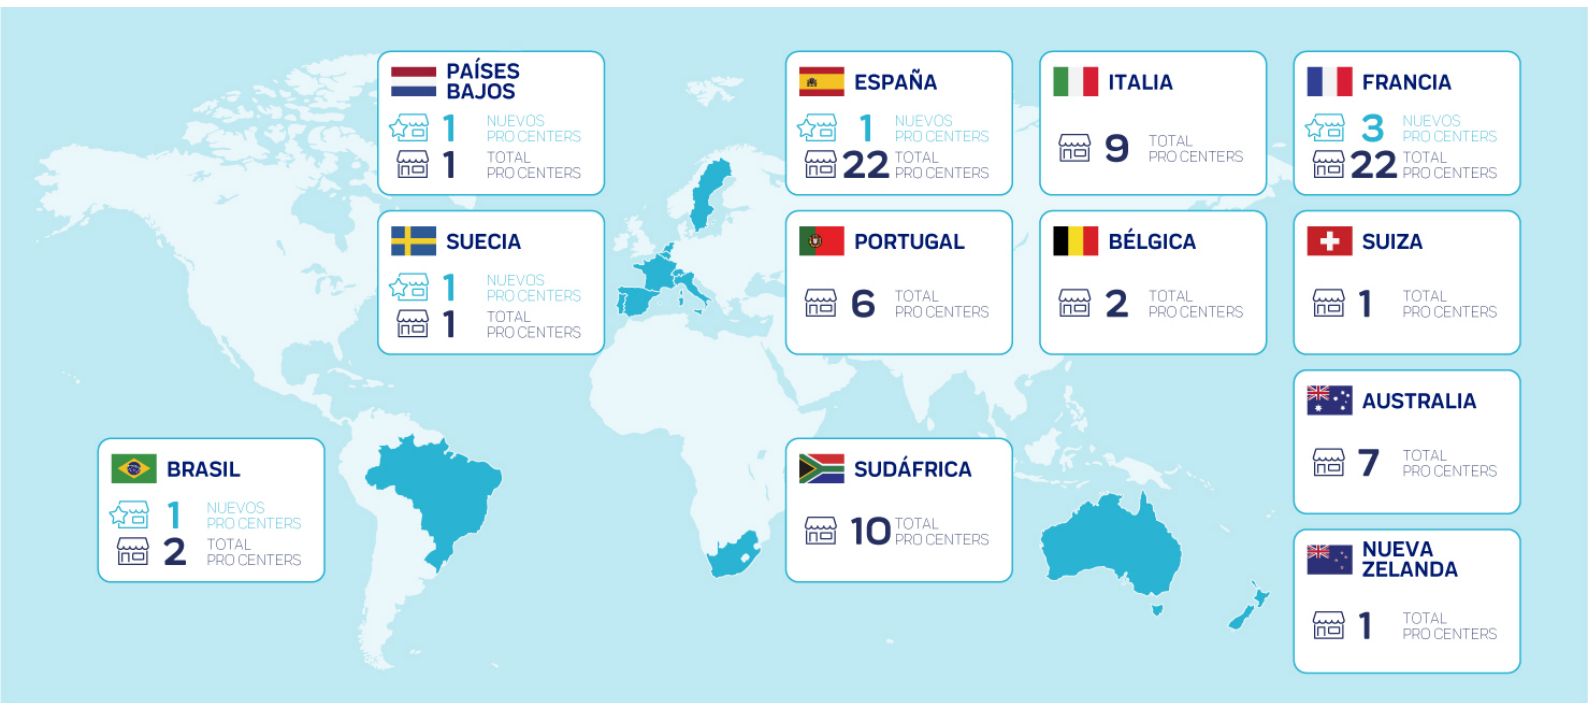 PAÍSES
BAJOS
1 NUEVOS
PRO CENTERS
1 TOTAL
PRO CENTERS
ESPAÑA
1 NUEVOS
PRO CENTERS
22 TOTAL
PRO CENTERS
ITALIA
9 TOTAL
PRO CENTERS
FRANCIA
3 NUEVOS
PRO CENTERS
22 TOTAL
PRO CENTERS
SUECIA
1 NUEVOS
PRO CENTERS
1 TOTAL
PRO CENTERS
PORTUGAL
6 TOTAL
PRO CENTERS
BÉLGICA
2 TOTAL
PRO CENTERS
SUIZA
1 TOTAL
PRO CENTERS
AUSTRALIA
7 TOTAL
PRO CENTERS
BRASIL
1 NUEVOS
PRO CENTERS
2 TOTAL
PRO CENTERS
SUDÁFRICA
10 TOTAL
PRO CENTERS
NUEVA
ZELANDA
1 TOTAL
PRO CENTERS